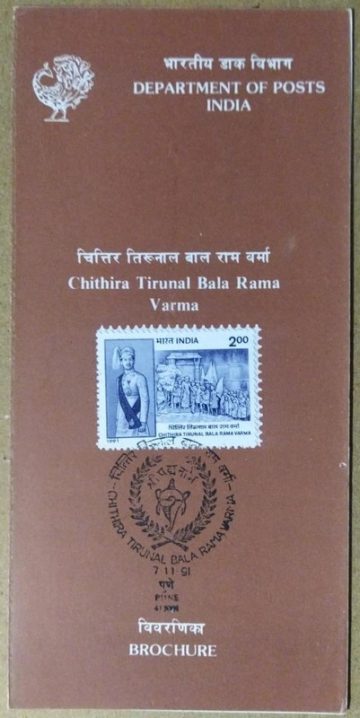 भारतीय डाक विभाग
DEPARTMENT OF POSTS
INDIA
चित्तिर तिरूनाल बाल राम वर्मा
Chithira Tirunal Bala Rama
Varma
भारत INDIA
2.00
चित्तिर तिरूनाल बाल राम वर्मा
CHITHIRA TIRUNAL BALA RAMA VARMA
1991
CHITHIRA TIRUNAL BALA RAMA VARMA
7-11-91
पुणे
PUNE
विवरणिका
BROCHURE